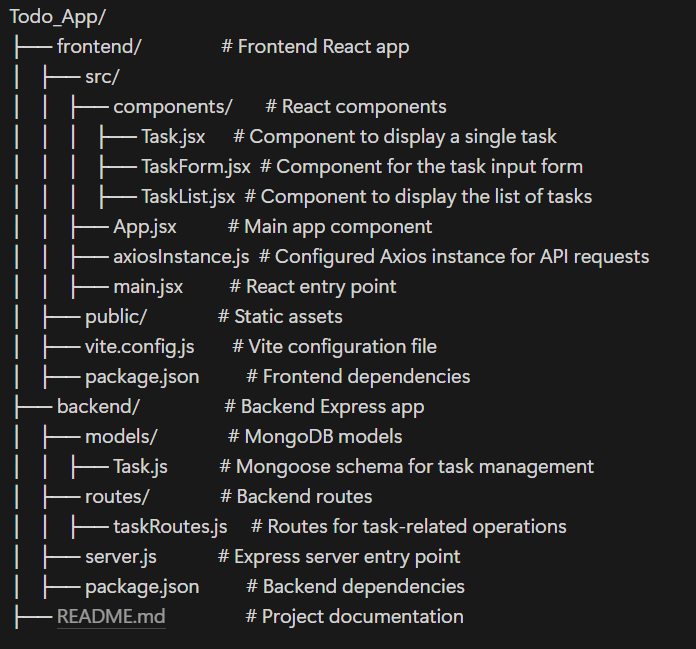 Todo_App/
├── frontend/ # Frontend React app
│ ├── src/
│ │ ├── components/ # React components
│ │ │ ├── Task.jsx # Component to display a single task
│ │ │ ├── TaskForm.jsx # Component for the task input form
│ │ │ ├── TaskList.jsx # Component to display the list of tasks
│ │ ├── App.jsx # Main app component
│ │ ├── axiosInstance.js # Configured Axios instance for API requests
│ │ ├── main.jsx # React entry point
│ ├── public/ # Static assets
│ ├── vite.config.js # Vite configuration file
│ ├── package.json # Frontend dependencies
├── backend/ # Backend Express app
│ ├── models/ # MongoDB models
│ │ ├── Task.js # Mongoose schema for task management
│ ├── routes/ # Backend routes
│ │ ├── taskRoutes.js # Routes for task-related operations
│ ├── server.js # Express server entry point
│ ├── package.json # Backend dependencies
├── README.md # Project documentation